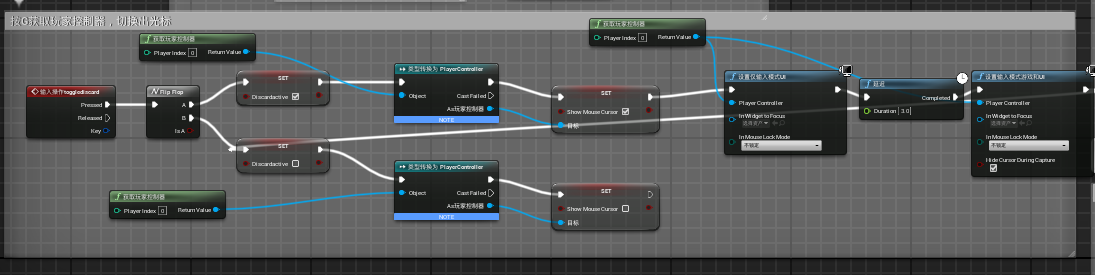 按G获取玩家控制器，切换出光标
获取玩家控制器
Player Index 0
Return Value
获取玩家控制器
Player Index 0
Return Value
输入操作togglediscard
Pressed
Released
Key
Flip Flop
A
B
Is A
SET
Discardactive
类型转换为 PlayerController
Object
Cast Failed
As玩家控制器
NOTE
SET
Show Mouse Cursor
目标
设置仅输入模式UI
Player Controller
In Widget to Focus
In Mouse Lock Mode
不锁定
延迟
Completed
Duration 3.0
设置输入模式游戏和UI
Player Controller
In Widget to Focus
In Mouse Lock Mode
不锁定
Hide Cursor During Capture
SET
Discardactive
获取玩家控制器
Player Index 0
Return Value
类型转换为 PlayerController
Object
Cast Failed
As玩家控制器
NOTE
SET
Show Mouse Cursor
目标